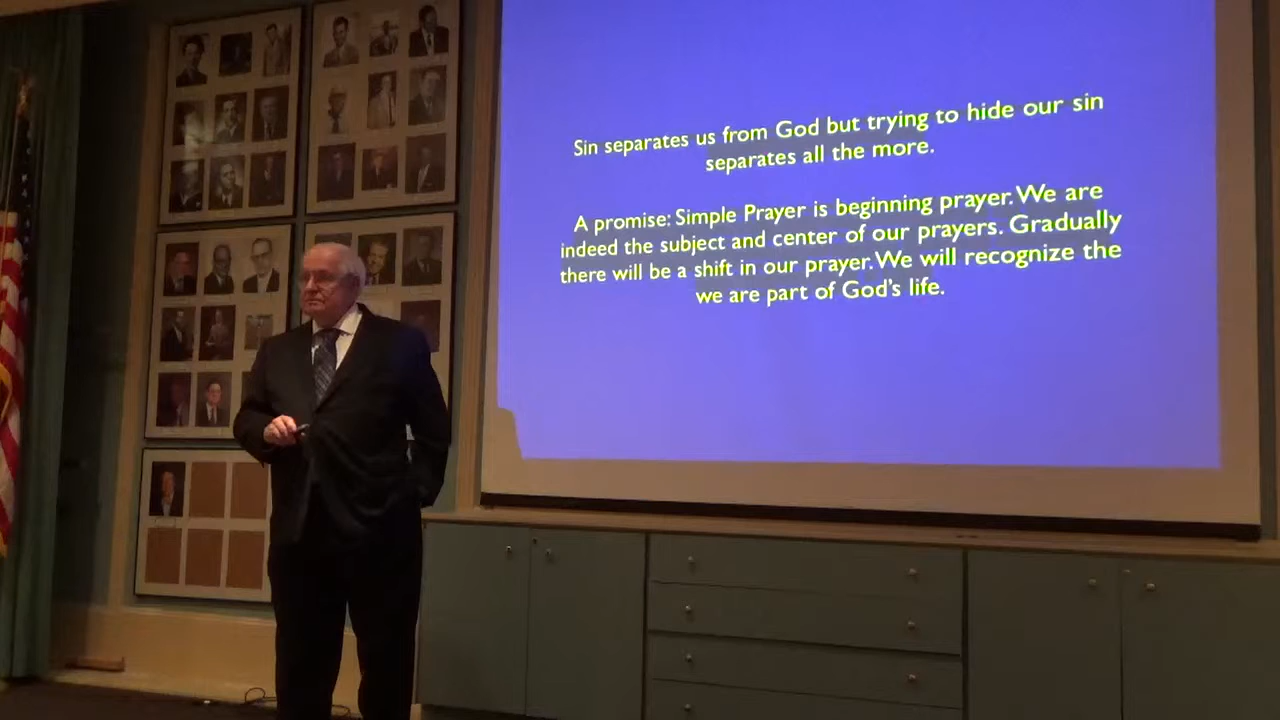 Sin separates us from God but trying to hide our sin
separates all the more.
A promise: Simple Prayer is beginning prayer. We are
indeed the subject and center of our prayers. Gradually
there will be a shift in our prayer. We will recognize the
we are part of God's life.